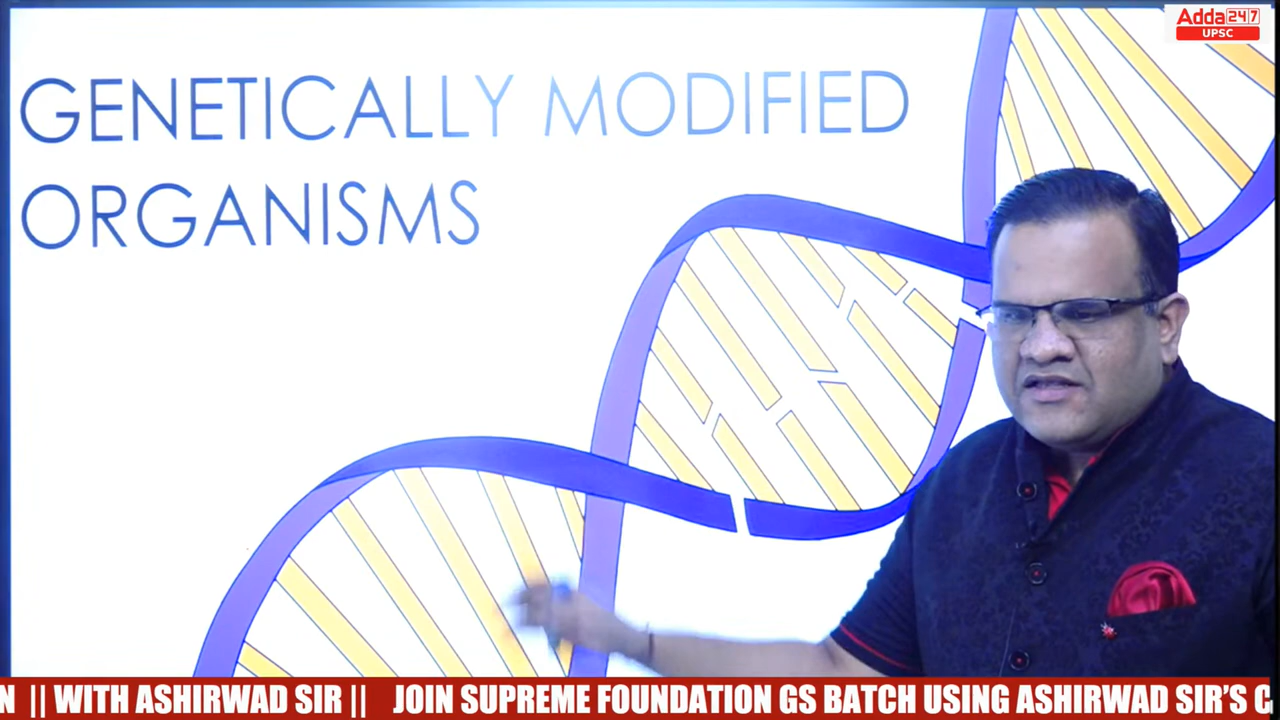 Adda247
UPSC
GENETICALLY MODIFIED
ORGANISMS
N || WITH ASHIRWAD SIR || JOIN SUPREME FOUNDATION GS BATCH USING ASHIRWAD SIR'S C